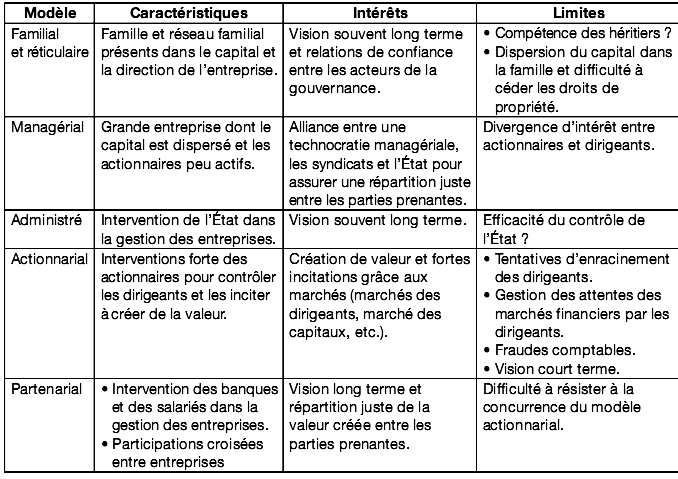 Modèle Caractéristiques Intérêts Limites
Familial
et réticulaire
Famille et réseau familial
présents dans le capital et
la direction de l'entreprise.
Vision souvent long terme
et relations de confiance
entre les acteurs de la
gouvernance.
• Compétence des héritiers ?
• Dispersion du capital dans
la famille et difficulté à
céder les droits de
propriété.
Managérial
Grande entreprise dont le
capital est dispersé et les
actionnaires peu actifs.
Alliance entre une
technocratie managériale,
les syndicats et l'État pour
assurer une répartition juste
entre les parties prenantes.
Divergence d'intérêt entre
actionnaires et dirigeants.
Administré
Intervention de l'État dans
la gestion des entreprises.
Vision souvent long terme.
Efficacité du contrôle de
l'État ?
Actionnarial
Interventions forte des
actionnaires pour contrôler
les dirigeants et les inciter
à créer de la valeur.
Création de valeur et fortes
incitations grâce aux
marchés (marchés des
dirigeants, marché des
capitaux, etc.).
• Tentatives d'enracinement
des dirigeants.
• Gestion des attentes des
marchés financiers par les
dirigeants.
• Fraudes comptables.
• Vision court terme.
Partenarial
• Intervention des banques
et des salariés dans la
gestion des entreprises.
• Participations croisées
entre entreprises
Vision long terme et
répartition juste de la
valeur créée entre les
parties prenantes.
Difficulté à résister à la
concurrence du modèle
actionnarial.